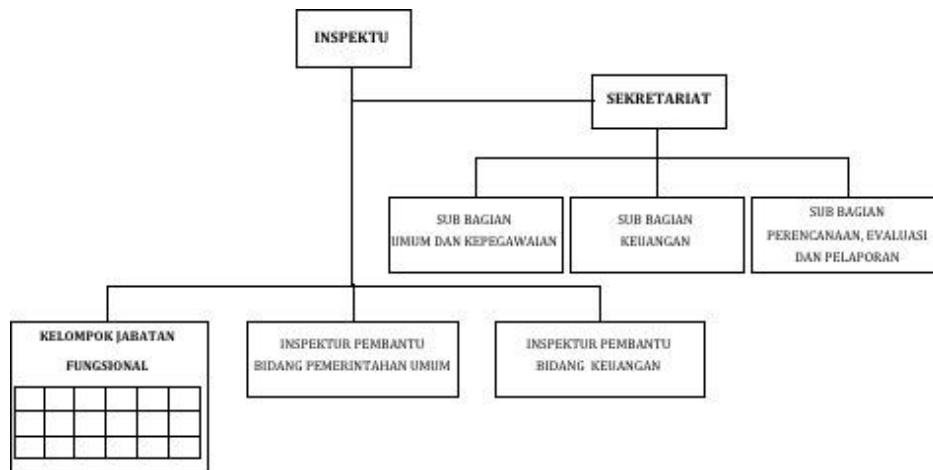 INSPEKTU
SEKRETARIAT
SUB BAGIAN
UMUM DAN KEPEGAWAIAN
SUB BAGIAN
KEUANGAN
SUB BAGIAN
PERENCANAAN, EVALUASI
DAN PELAPORAN
KELOMPOK JABATAN
FUNGSIONAL
INSPEKTUR PEMBANTU
BIDANG PEMERINTAHAN UMUM
INSPEKTUR PEMBANTU
BIDANG KEUANGAN